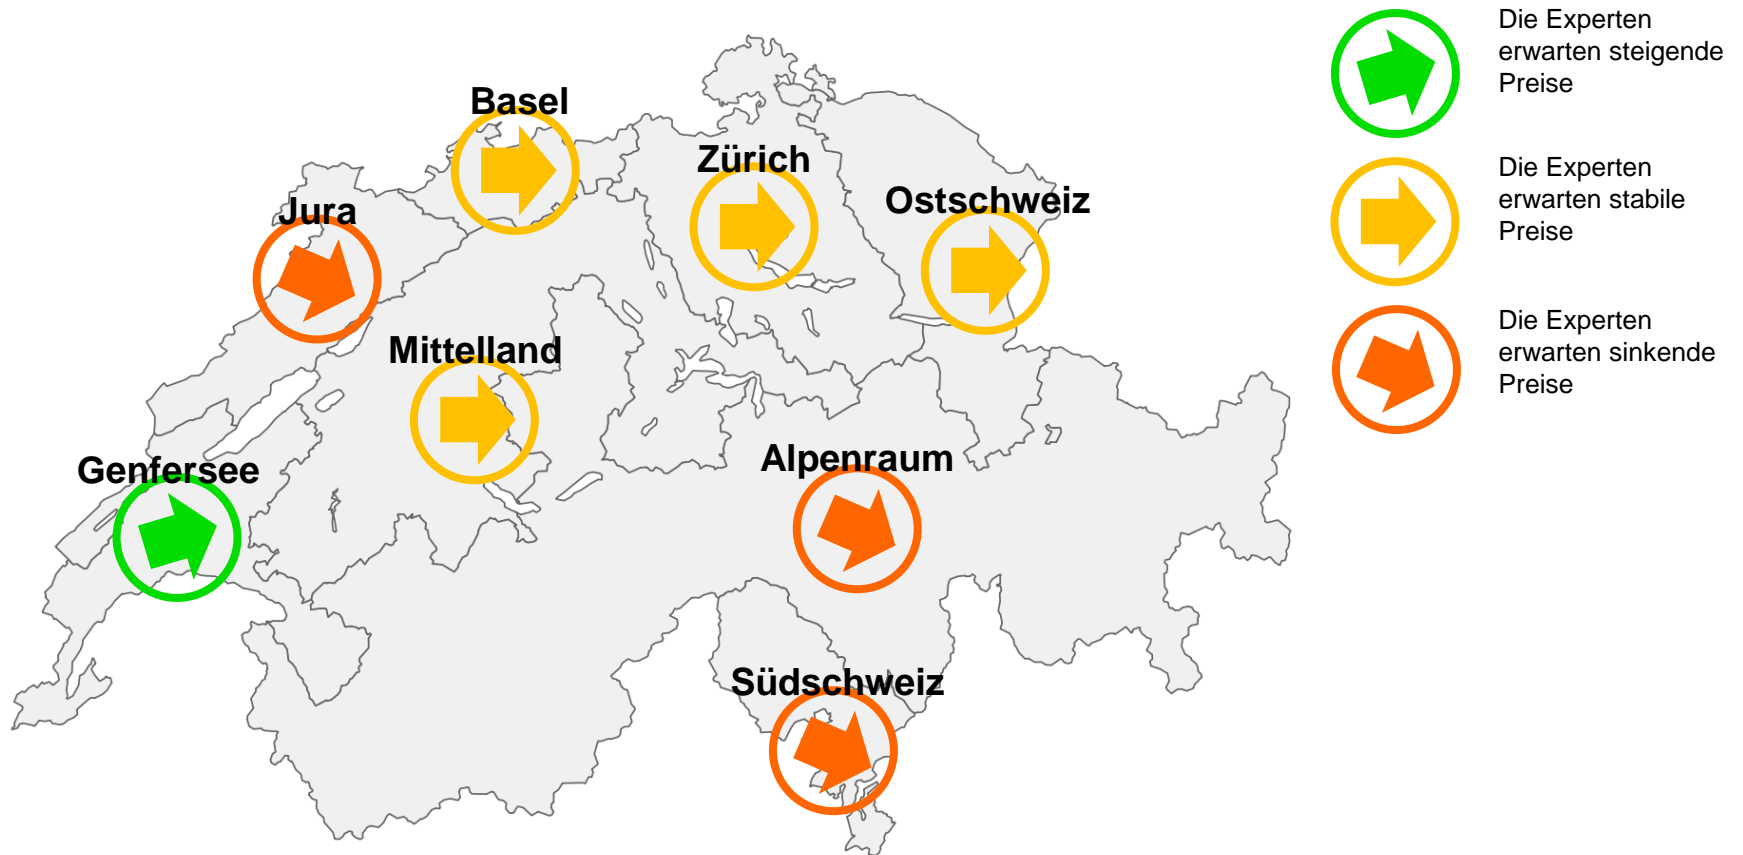 Basel
Zürich
Jura
Ostschweiz
Mittelland
Genfersee
Alpenraum
Südschweiz
Die Experten
erwarten steigende
Preise
Die Experten
erwarten stabile
Preise
Die Experten
erwarten sinkende
Preise